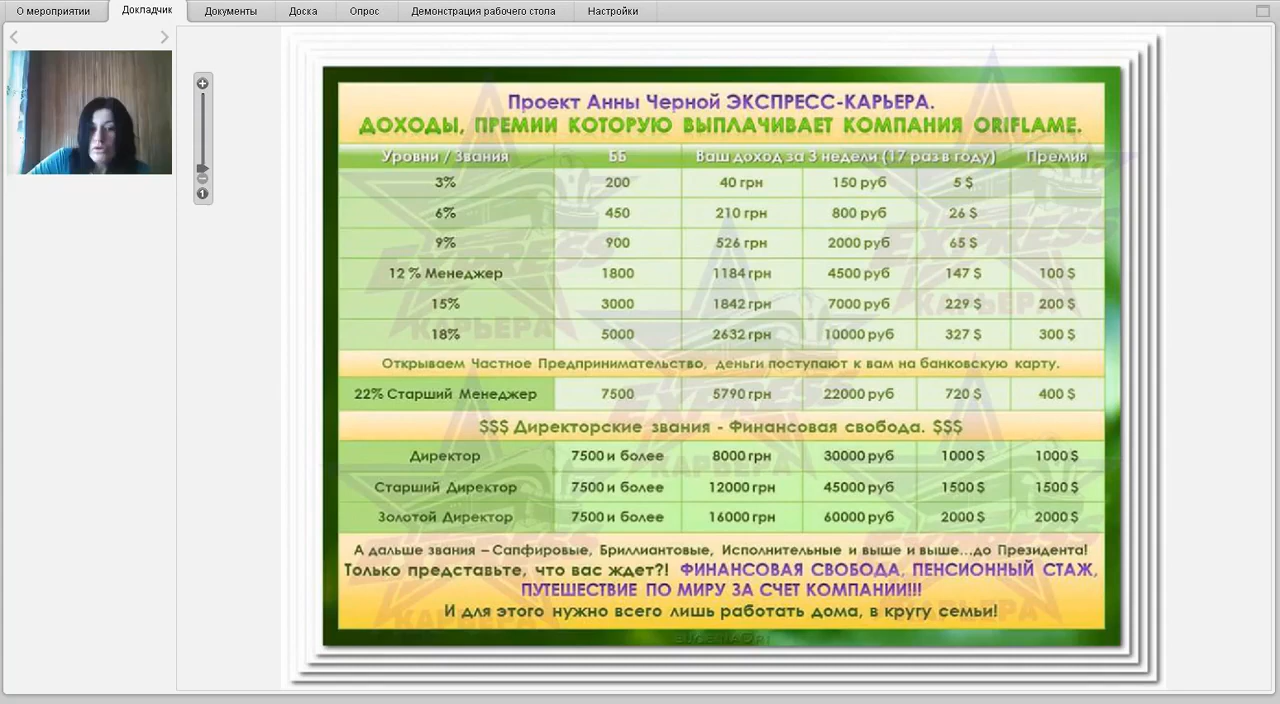 О мероприятии Докладчик Документы Доска Опрос Демонстрация рабочего стола Настройки
Проект Анны Черной ЭКСПРЕСС-КАРЬЕРА.
ДОХОДЫ, ПРЕМИИ КОТОРУЮ ВЫПЛАЧИВАЕТ КОМПАНИЯ ORIFLAME.
Уровни / Звания ББ Ваш доход за 3 недели (17 раз в году) Премия
3% 200 40 грн 150 руб 5 $
6% 450 210 грн 800 руб 26 $
9% 900 526 грн 2000 руб 65 $
12 % Менеджер 1800 1184 грн 4500 руб 147 $ 100 $
15% 3000 1842 грн 7000 руб 229 $ 200 $
18% 5000 2632 грн 10000 руб 327 $ 300 $
Открываем Частное Предпринимательство, деньги поступают к вам на банковскую карту.
22% Старший Менеджер 7500 5790 грн 22000 руб 720 $ 400 $
$$$ Директорские звания - Финансовая свобода. $$$
Директор 7500 и более 8000 грн 30000 руб 1000 $ 1000 $
Старший Директор 7500 и более 12000 грн 45000 руб 1500 $ 1500 $
Золотой Директор 7500 и более 16000 грн 60000 руб 2000 $ 2000 $
А дальше звания – Сапфировые, Бриллиантовые, Исполнительные и выше и выше...до Президента!
Только представьте, что вас ждет?! ФИНАНСОВАЯ СВОБОДА, ПЕНСИОННЫЙ СТАЖ,
ПУТЕШЕСТВИЕ ПО МИРУ ЗА СЧЕТ КОМПАНИИ!!!
И для этого нужно всего лишь работать дома, в кругу семьи!
EXPRESS
КАРЬЕРА
EXPRESS
КАРЬЕРА
EXPRESS
КАРЬЕРА